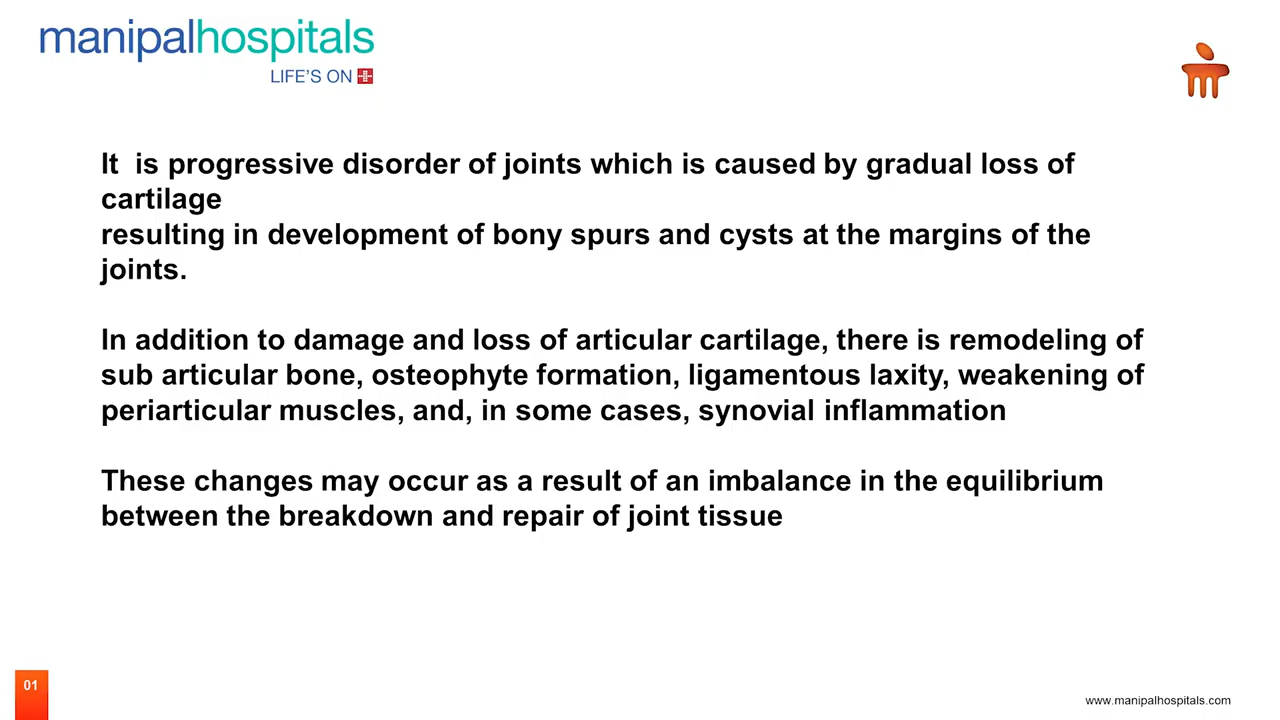 manipalhospitals
LIFE'S ON
It is progressive disorder of joints which is caused by gradual loss of
cartilage
resulting in development of bony spurs and cysts at the margins of the
joints.
In addition to damage and loss of articular cartilage, there is remodeling of
sub articular bone, osteophyte formation, ligamentous laxity, weakening of
periarticular muscles, and, in some cases, synovial inflammation
These changes may occur as a result of an imbalance in the equilibrium
between the breakdown and repair of joint tissue
01
www.manipalhospitals.com